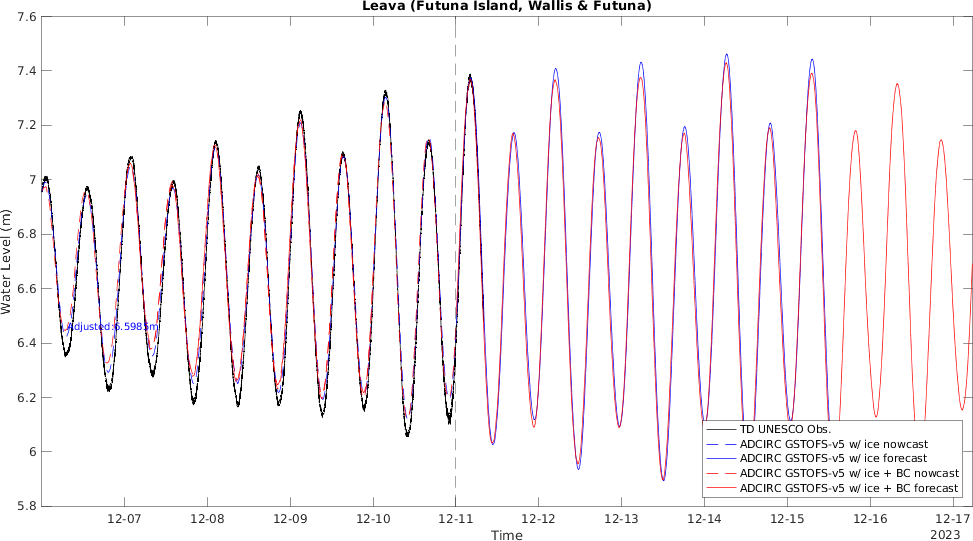 Leava (Futuna Island, Wallis & Futuna)
7.6
7.4
7.2
7
6.8
6.6
6.4
6.2
6
5.8
Water Level (m)
Adjusted:6.5985m
TD UNESCO Obs.
ADCIRC GSTOFS-v5 w/ ice nowcast
ADCIRC GSTOFS-v5 w/ ice forecast
ADCIRC GSTOFS-v5 w/ ice + BC nowcast
ADCIRC GSTOFS-v5 w/ ice + BC forecast
12-07 12-08 12-09 12-10 12-11 12-12 12-13 12-14 12-15 12-16 12-17
Time
2023